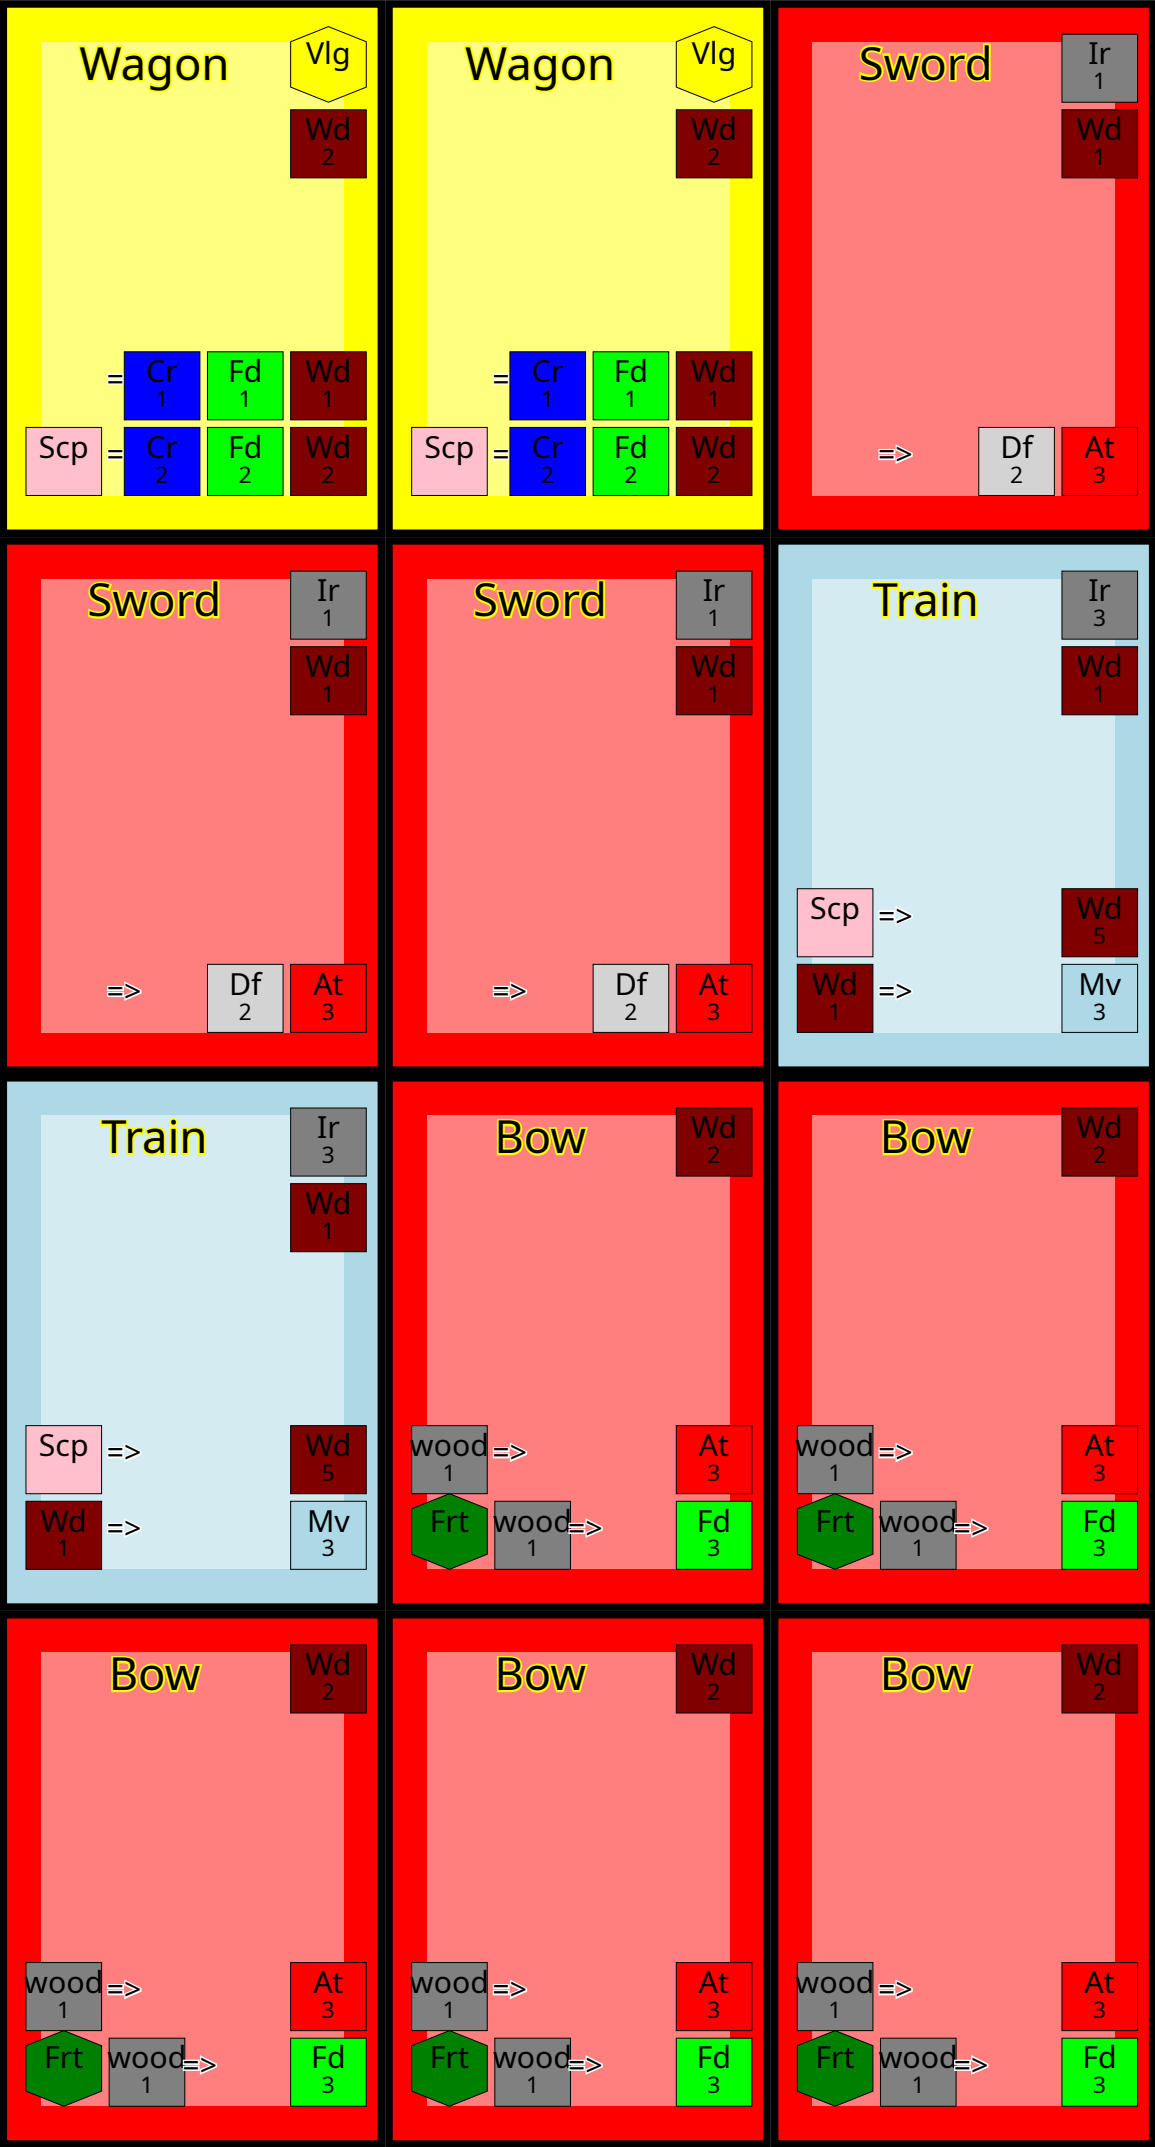 Wagon Vlg
Wd
2
= Cr Fd Wd
1 1 1
Scp = Cr Fd Wd
2 2 2
Wagon Vlg
Wd
2
= Cr Fd Wd
1 1 1
Scp = Cr Fd Wd
2 2 2
Sword Ir
1
Wd
1
=> Df At
2 3
Sword Ir
1
Wd
1
=> Df At
2 3
Sword Ir
1
Wd
1
=> Df At
2 3
Train Ir
3
Wd
1
Scp => Wd
5
Wd => Mv
1 3
Train Ir
3
Wd
1
Scp => Wd
5
Wd => Mv
1 3
Bow Wd
2
wood => At
1 3
Frt wood => Fd
1 3
Bow Wd
2
wood => At
1 3
Frt wood => Fd
1 3
Bow Wd
2
wood => At
1 3
Frt wood => Fd
1 3
Bow Wd
2
wood => At
1 3
Frt wood => Fd
1 3
Bow Wd
2
wood => At
1 3
Frt wood => Fd
1 3